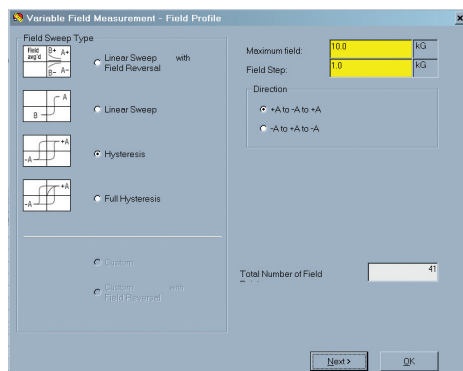 Variable Field Measurement - Field Profile
x
Field Sweep Type
Field avg'd
B+ A+
B- A-
Linear Sweep with
Field Reversal
A
B
Linear Sweep
+A
-A
Hysteresis
+A
-A
Full Hysteresis
Custom
Custom with
Field Reversal
Maximum field: 10.0 kG
Field Step: 1.0 kG
Direction
+A to -A to +A
-A to +A to -A
Total Number of Field 41
Next > OK